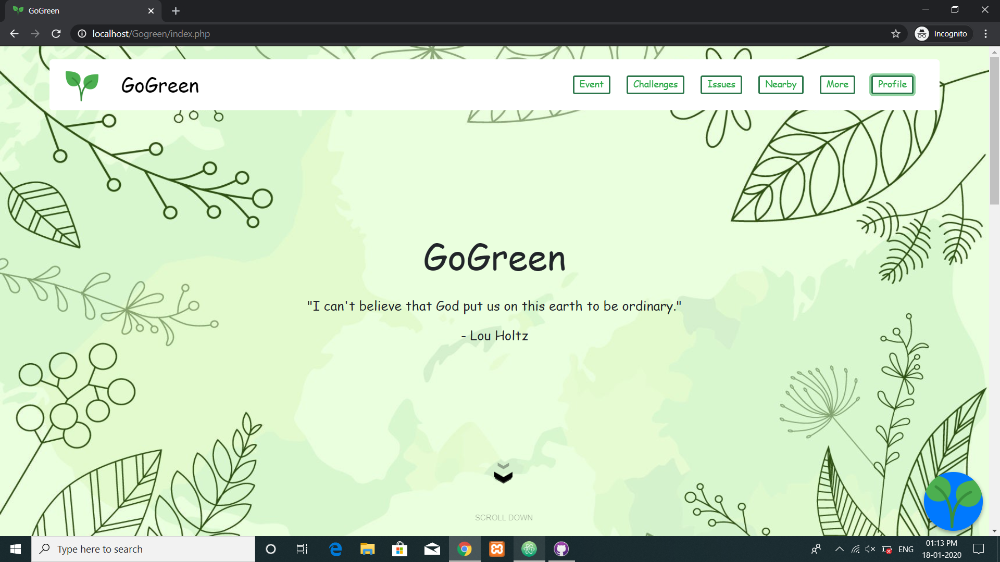 GoGreen
localhost/Gogreen/index.php
Incognito
GoGreen
Event
Challenges
Issues
Nearby
More
Profile
GoGreen
"I can't believe that God put us on this earth to be ordinary."
- Lou Holtz
SCROLL DOWN
Type here to search
ENG
01:13 PM
18-01-2020